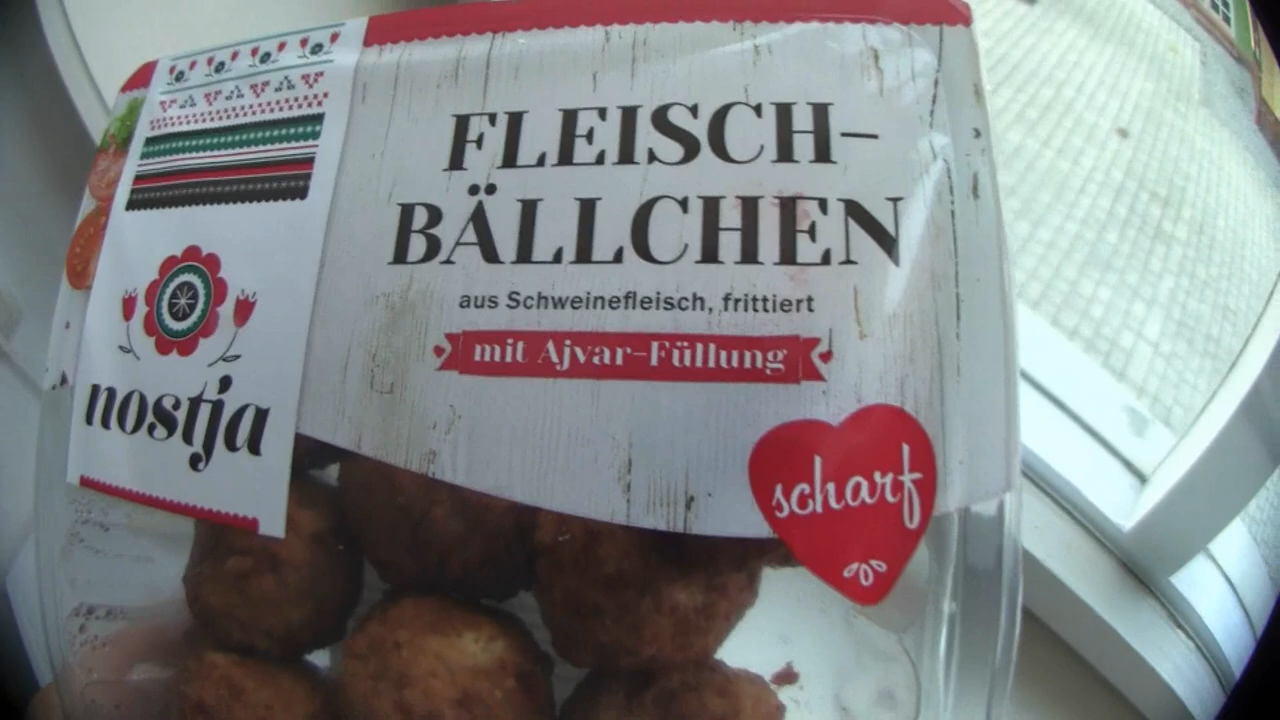 FLEISCH-
BÄLLCHEN
aus Schweinefleisch, frittiert
mit Ajvar-Füllung
nostja
scharf